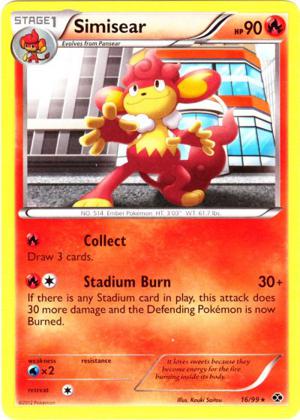 STAGE1 Simisear HP 90
Evolves from Pansear
NO. 514 Ember Pokémon HT. 3'03" WT. 61.7 lbs.
Collect
Draw 3 cards.
Stadium Burn 30+
If there is any Stadium card in play, this attack does
30 more damage and the Defending Pokémon is
now Burned.
weakness resistance
×2
retreat
It loves sweets because they
become energy for the fire
burning inside its body.
©2012 Pokémon Illus. Kouki Saitou 16/99 ★